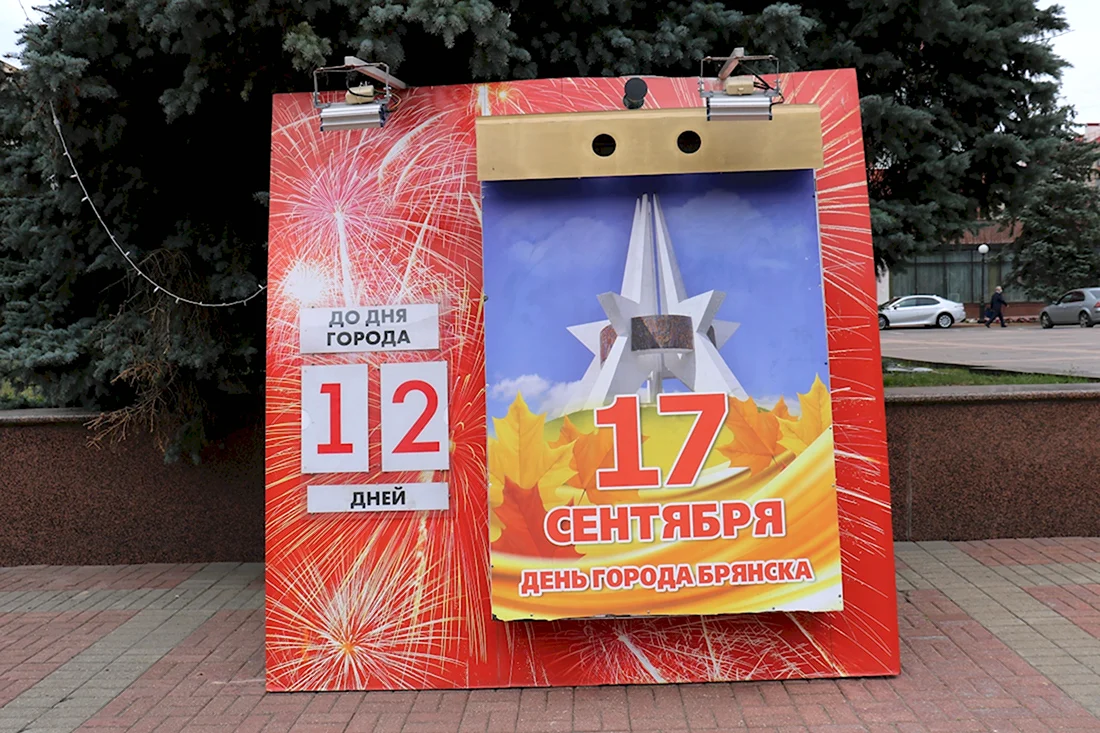 ДО ДНЯ
ГОРОДА
12
ДНЕЙ
17
СЕНТЯБРЯ
ДЕНЬ ГОРОДА БРЯНСКА